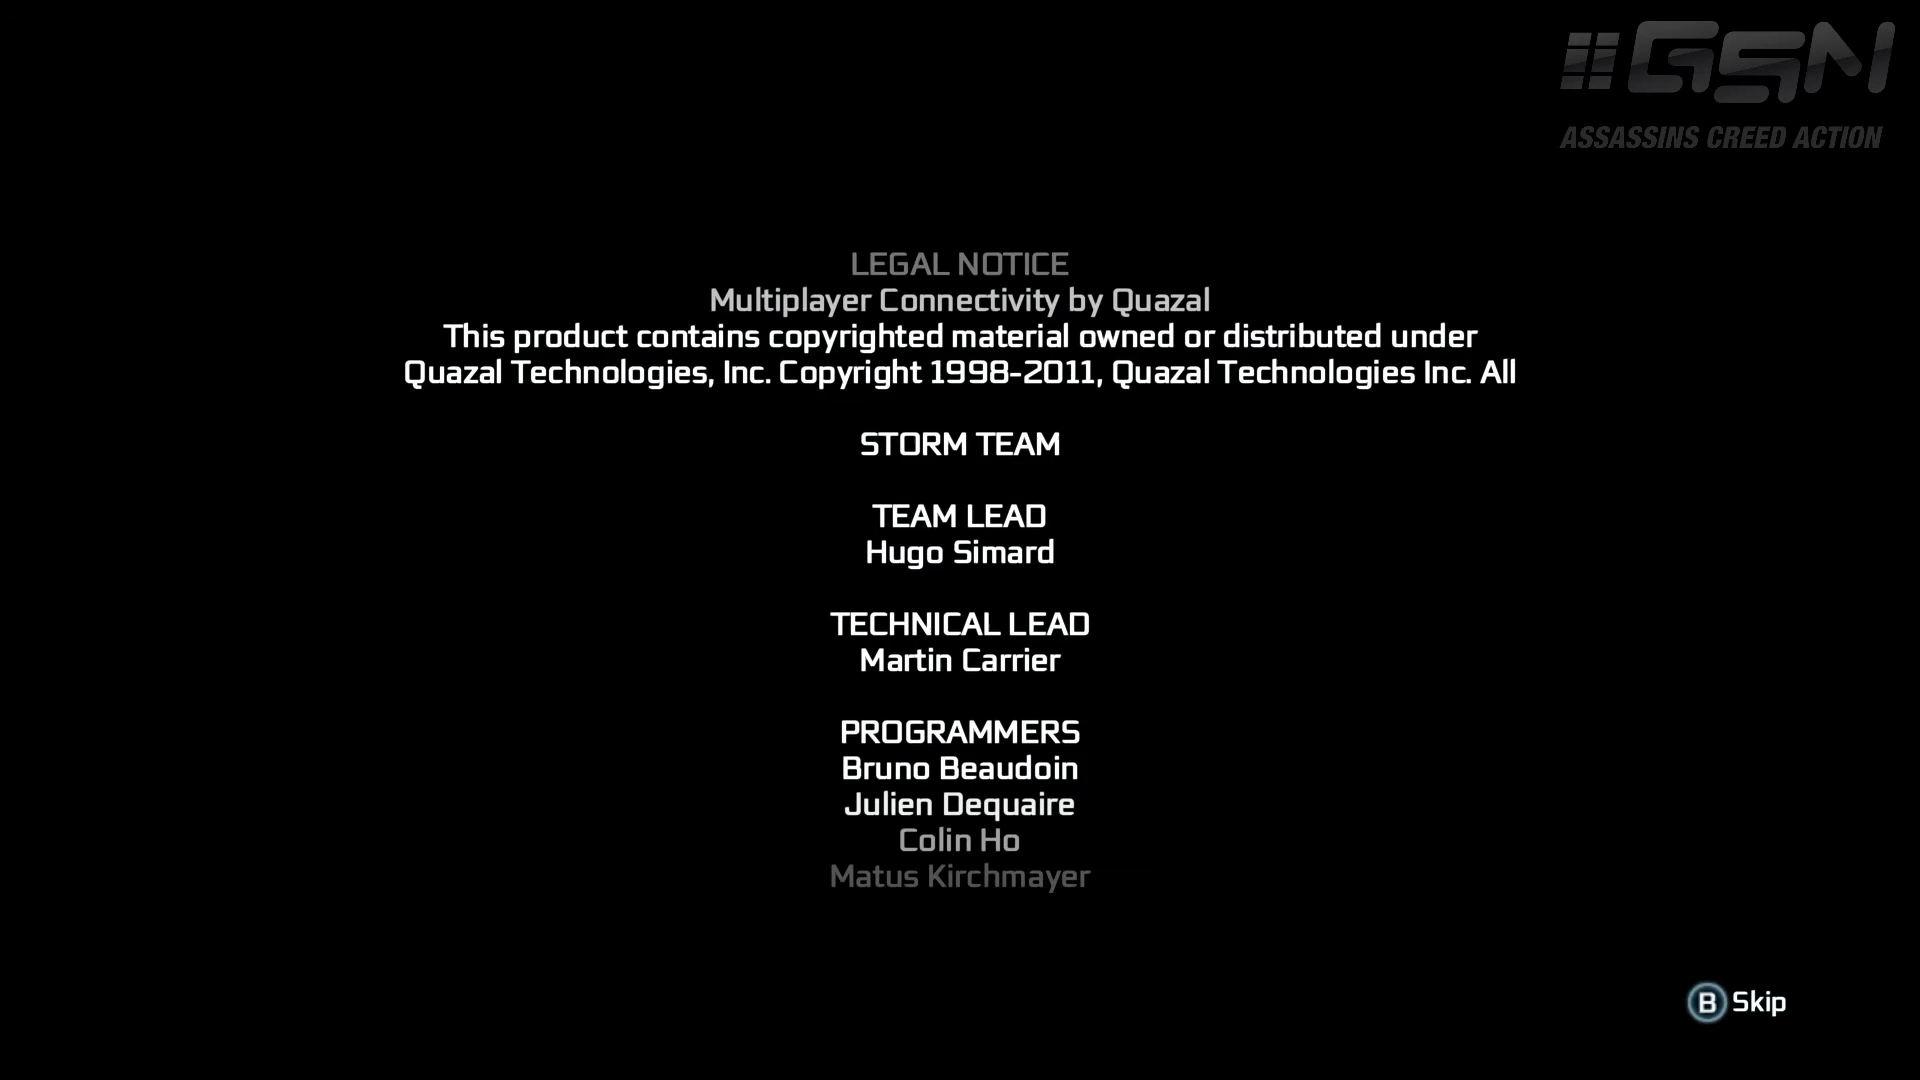 GSN
ASSASSINS CREED ACTION
LEGAL NOTICE
Multiplayer Connectivity by Quazal
This product contains copyrighted material owned or distributed under
Quazal Technologies, Inc. Copyright 1998-2011, Quazal Technologies Inc. All
STORM TEAM
TEAM LEAD
Hugo Simard
TECHNICAL LEAD
Martin Carrier
PROGRAMMERS
Bruno Beaudoin
Julien Dequaire
Colin Ho
Matus Kirchmayer
B Skip